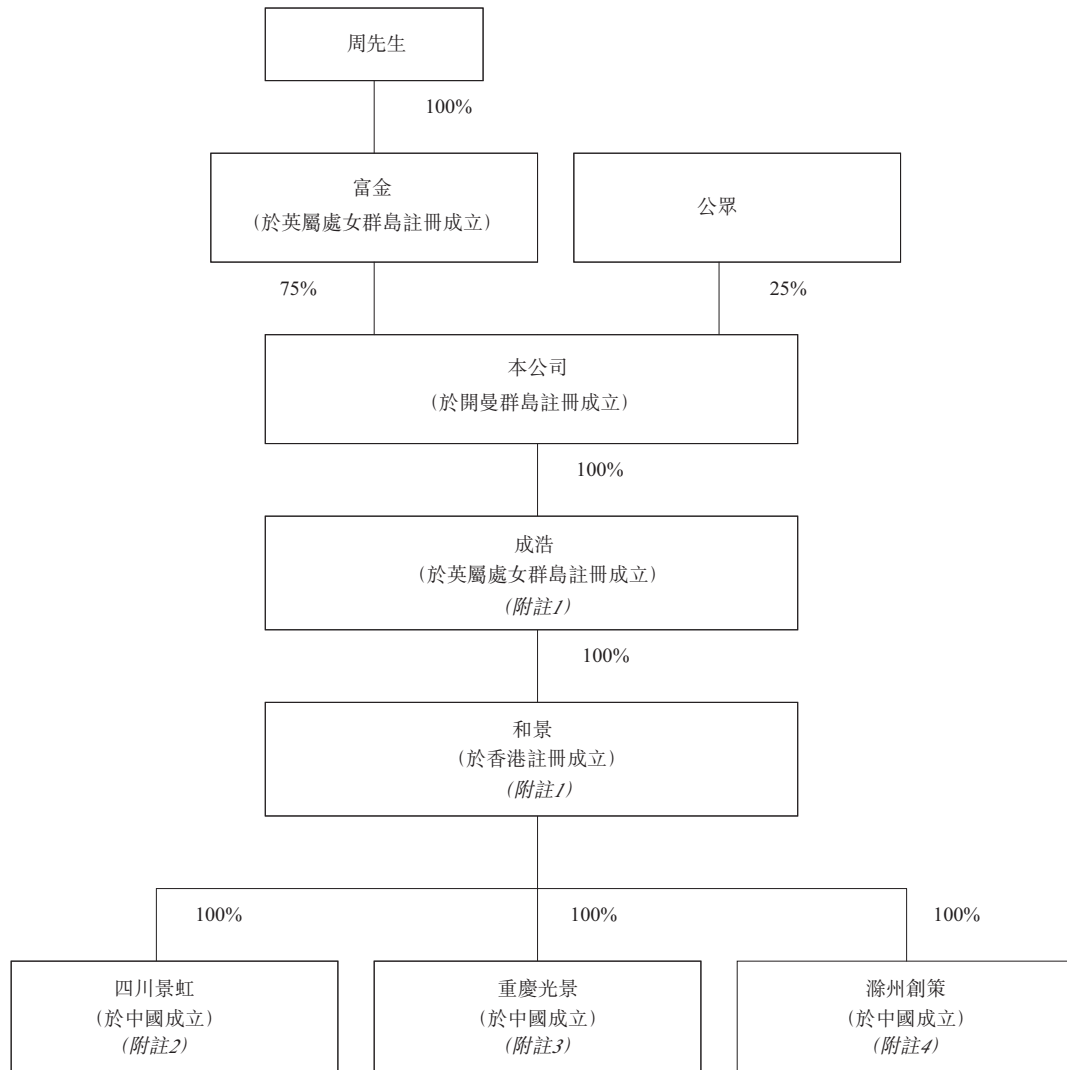 周先生
100%
富金
(於英屬處女群島註冊成立)
公眾
75%
25%
本公司
(於開曼群島註冊成立)
100%
成浩
(於英屬處女群島註冊成立)
(附註1)
100%
和景
(於香港註冊成立)
(附註1)
100%
100%
100%
四川景虹
(於中國成立)
(附註2)
重慶光景
(於中國成立)
(附註3)
滁州創策
(於中國成立)
(附註4)